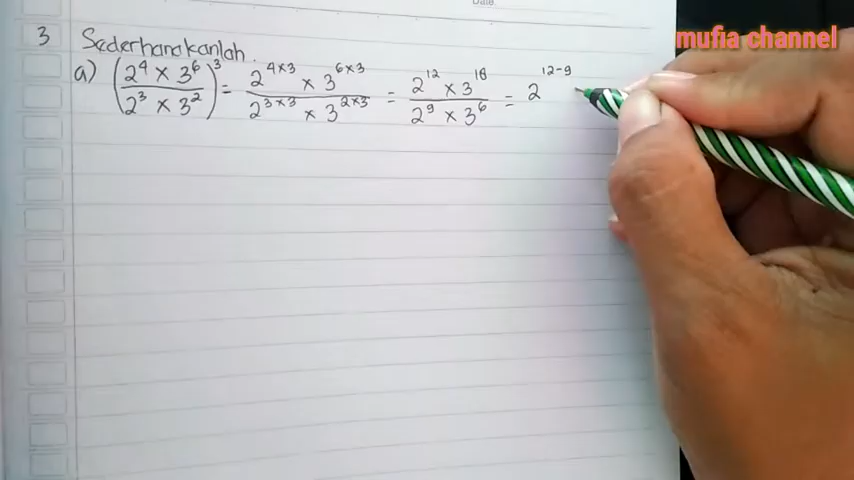 Date
mufia channel
3 Sederhanakanlah.
a) (2⁴ × 3⁶ / 2³ × 3²)³ = 2^4×3 × 3^6×3 / 2^3×3 × 3^2×3 = 2¹² × 3¹⁸ / 2⁹ × 3⁶ = 2^12-9